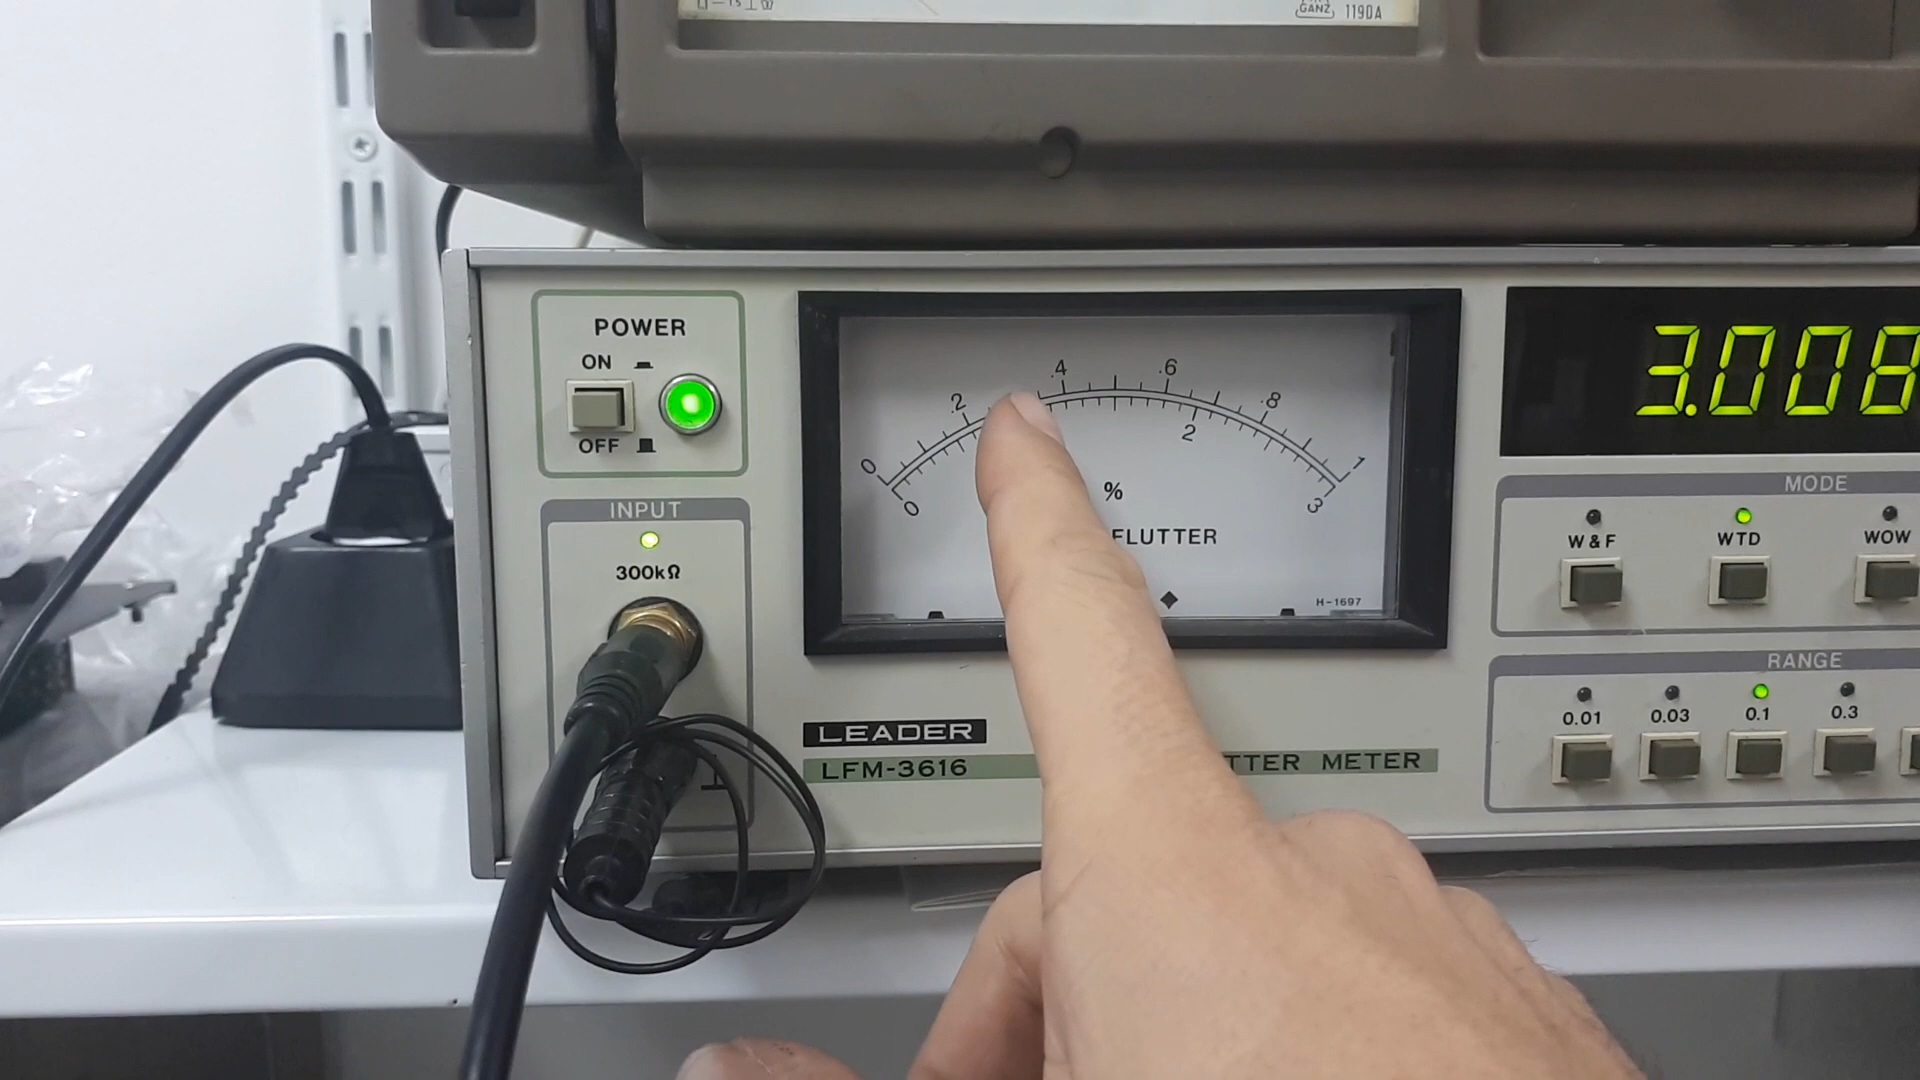 GANZ 1190A
POWER
ON
OFF
INPUT
300kΩ
0 .2 .4 .6 .8 1
0 2 3
%
FLUTTER
H-1697
LEADER
LFM-3616
TTER METER
3.008
MODE
W & F WTD WOW
RANGE
0.01 0.03 0.1 0.3